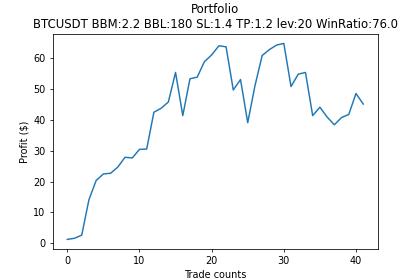 Portfolio
BTCUSDT BBM:2.2 BBL:180 SL:1.4 TP:1.2 lev:20 WinRatio:76.0
60
50
40
30
20
10
0
Profit ($)
0 10 20 30 40
Trade counts